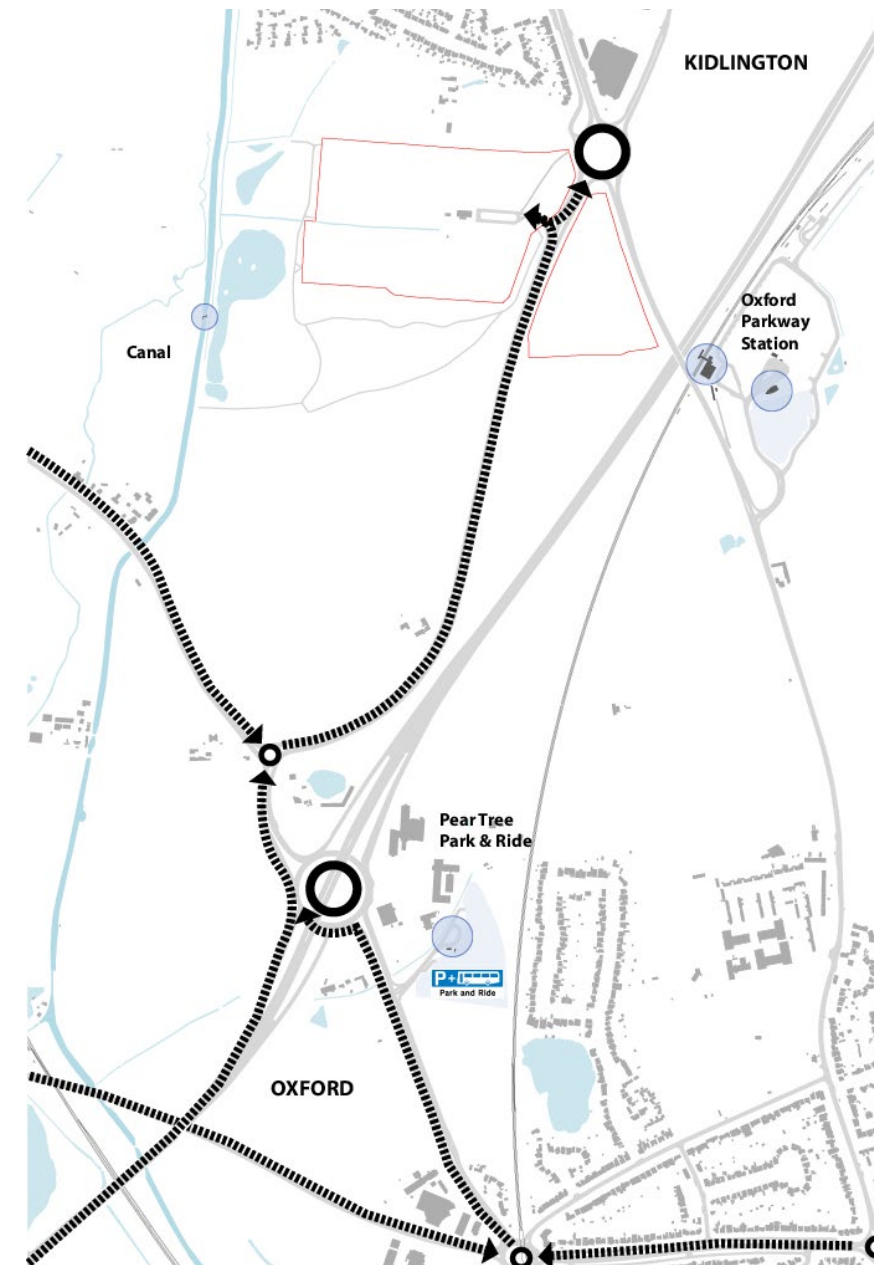 KIDLINGTON
Oxford
Parkway
Station
Canal
Pear Tree
Park & Ride
P+
Park and Ride
OXFORD